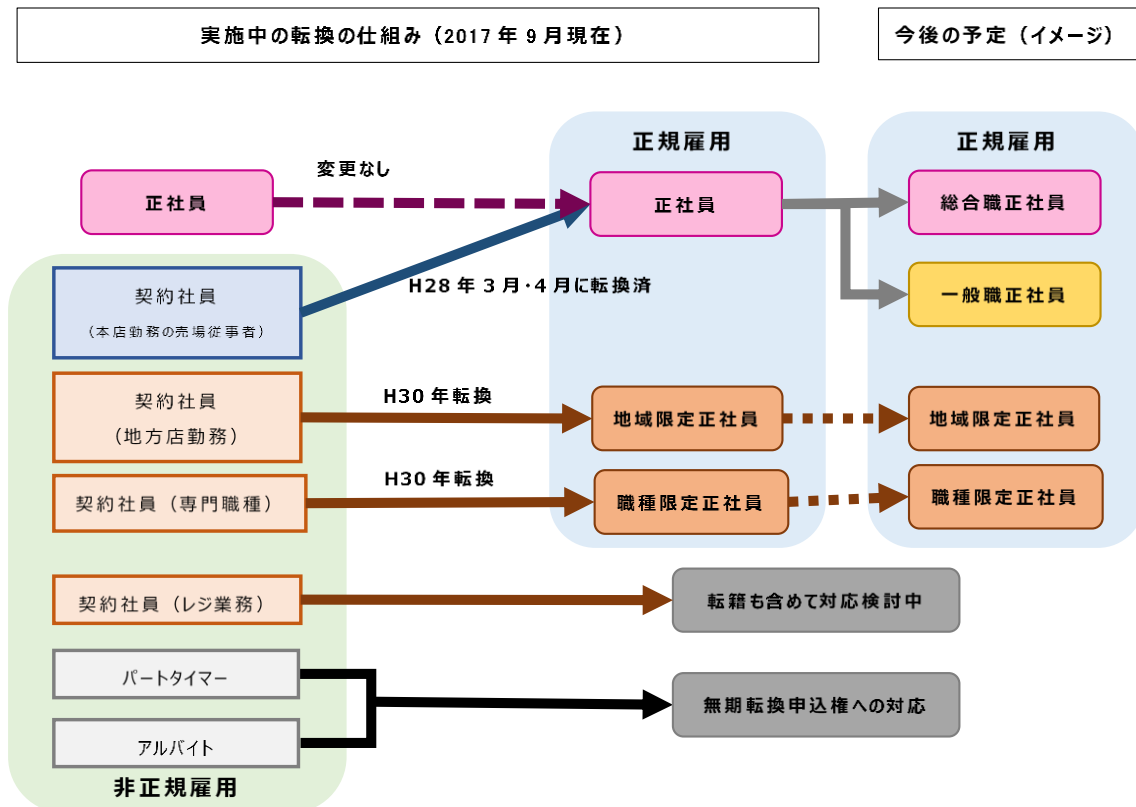 実施中の転換の仕組み（2017年9月現在）
今後の予定（イメージ）
正規雇用
正規雇用
変更なし
正社員
正社員
総合職正社員
H28年3月･4月に転換済
一般職正社員
契約社員
（本店勤務の売場従事者）
契約社員
（地方店勤務）
H30年転換
地域限定正社員
地域限定正社員
契約社員（専門職種）
H30年転換
職種限定正社員
職種限定正社員
契約社員（レジ業務）
転籍も含めて対応検討中
パートタイマー
無期転換申込権への対応
アルバイト
非正規雇用